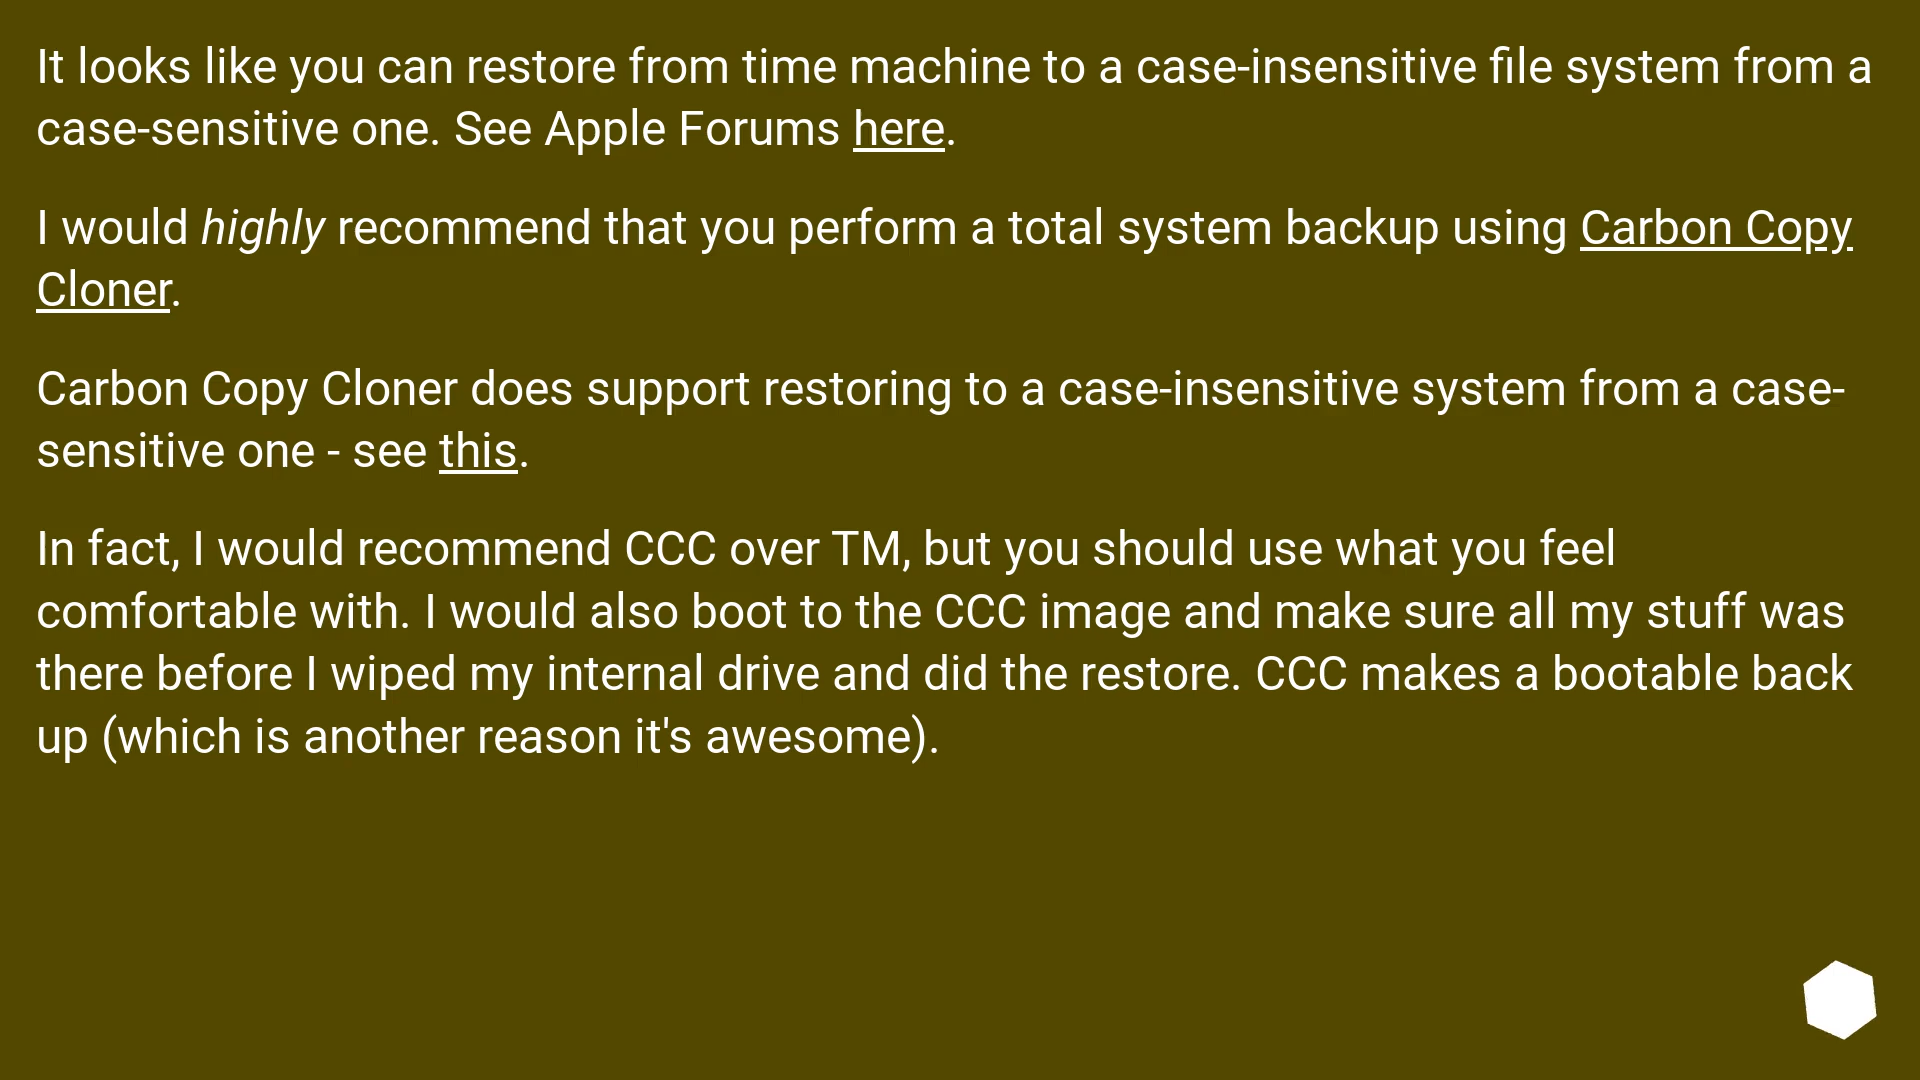 It looks like you can restore from time machine to a case-insensitive file system from a
case-sensitive one. See Apple Forums here.
I would highly recommend that you perform a total system backup using Carbon Copy
Cloner.
Carbon Copy Cloner does support restoring to a case-insensitive system from a case-
sensitive one - see this.
In fact, I would recommend CCC over TM, but you should use what you feel
comfortable with. I would also boot to the CCC image and make sure all my stuff was
there before I wiped my internal drive and did the restore. CCC makes a bootable back
up (which is another reason it's awesome).